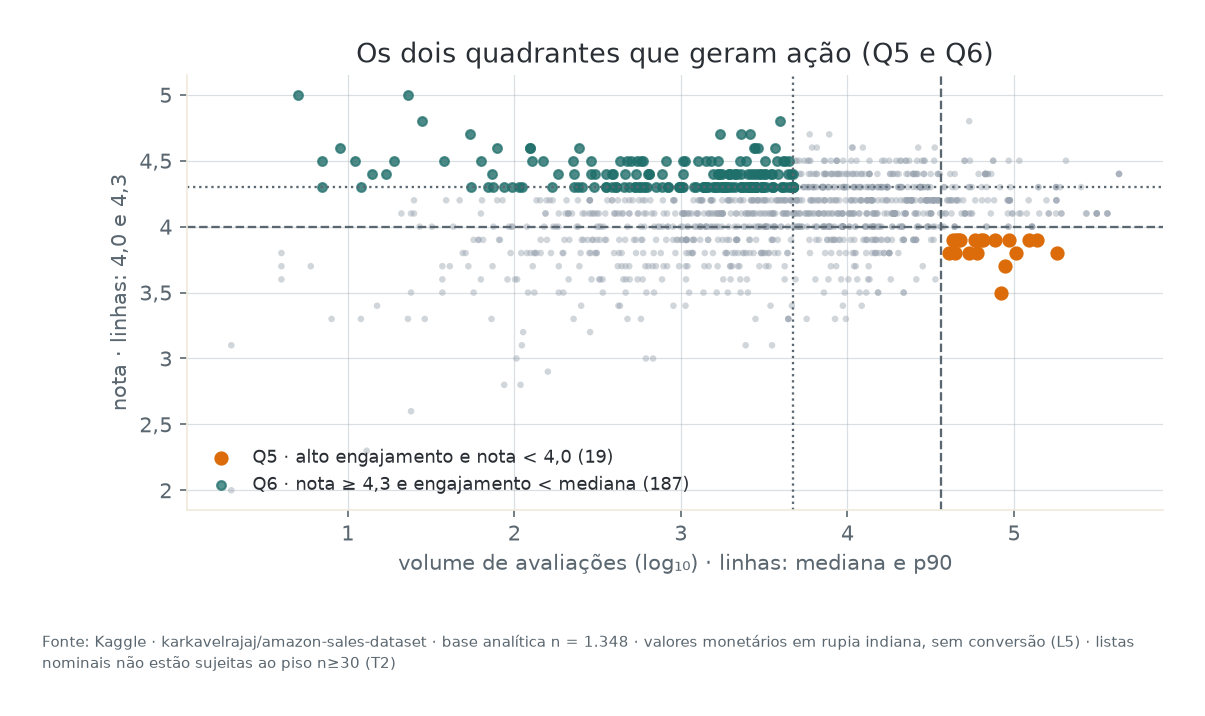 Os dois quadrantes que geram ação (Q5 e Q6)
nota · linhas: 4,0 e 4,3
5
4,5
4
3,5
3
2,5
2
Q5 · alto engajamento e nota < 4,0 (19)
Q6 · nota ≥ 4,3 e engajamento < mediana (187)
1
2
3
4
5
volume de avaliações (log₁₀) · linhas: mediana e p90
Fonte: Kaggle · karkavelrajaj/amazon-sales-dataset · base analítica n = 1.348 · valores monetários em rupia indiana, sem conversão (L5) · listas
nominais não estão sujeitas ao piso n≥30 (T2)